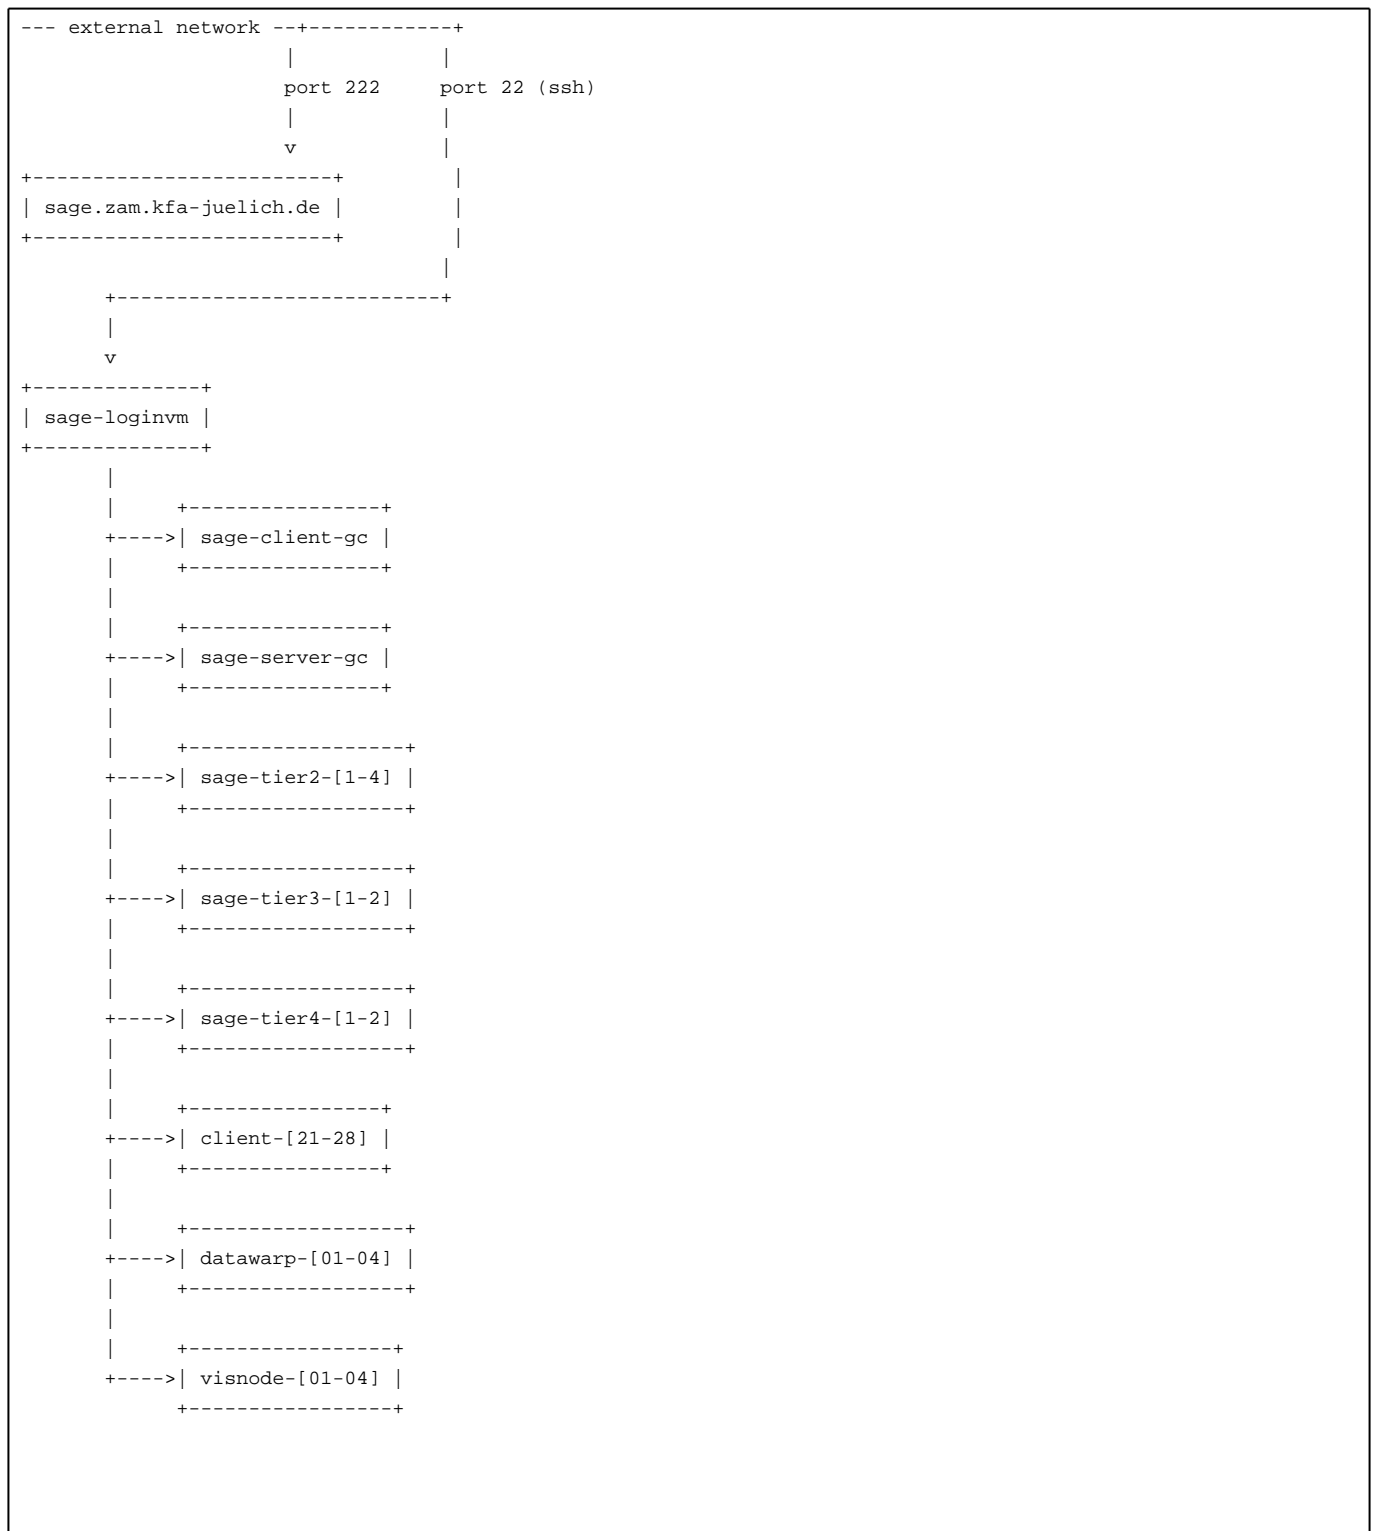 --- external network --+------------+
                      |            |
                      port 222     port 22 (ssh)
                      |            |
                      v            |
+-------------------------+         |
| sage.zam.kfa-juelich.de |         |
+-------------------------+         |
                                   |
       +---------------------------+
       |
       v
+--------------+
| sage-loginvm |
+--------------+
       |
       |     +----------------+
       +---->| sage-client-gc |
       |     +----------------+
       |
       |     +----------------+
       +---->| sage-server-gc |
       |     +----------------+
       |
       |     +------------------+
       +---->| sage-tier2-[1-4] |
       |     +------------------+
       |
       |     +------------------+
       +---->| sage-tier3-[1-2] |
       |     +------------------+
       |
       |     +------------------+
       +---->| sage-tier4-[1-2] |
       |     +------------------+
       |
       |     +----------------+
       +---->| client-[21-28] |
       |     +----------------+
       |
       |     +------------------+
       +---->| datawarp-[01-04] |
       |     +------------------+
       |
       |     +-----------------+
       +---->| visnode-[01-04] |
             +-----------------+